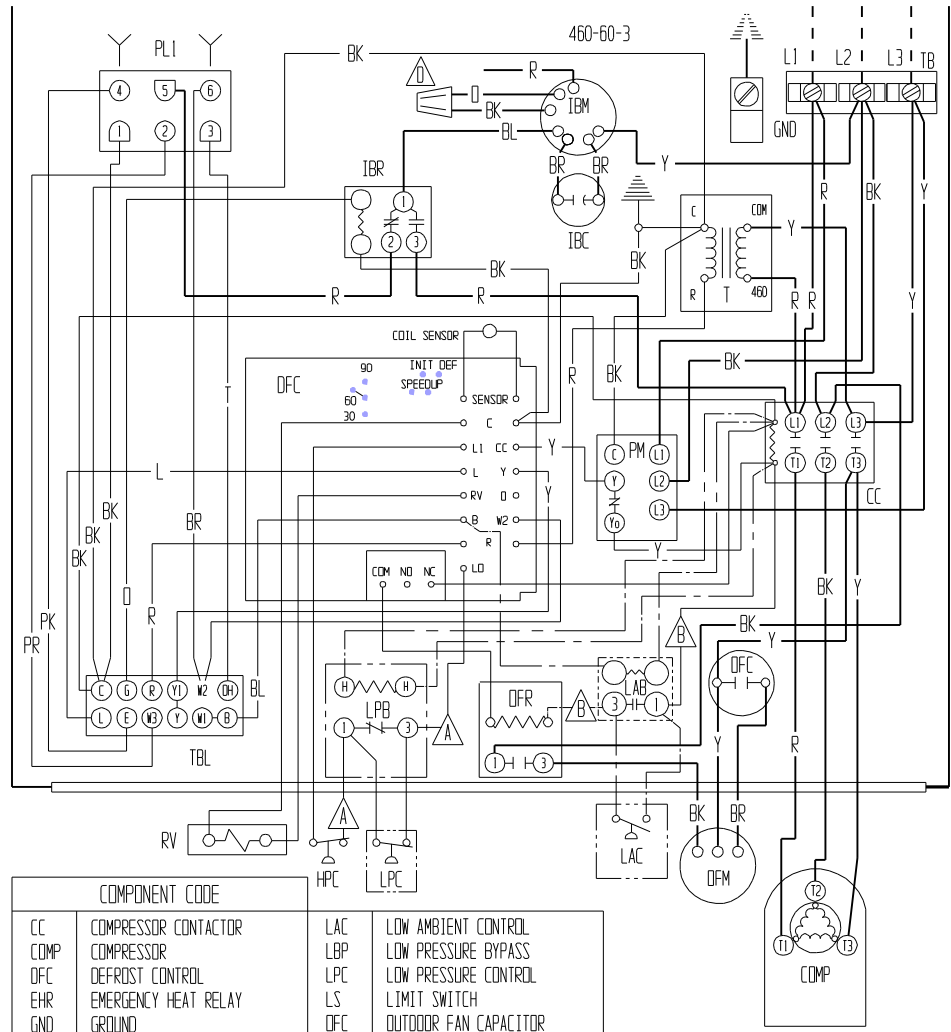 460-60-3
PL1
BK
L1 L2 L3 TB
D R
4 5 6
O
BK
IBM
GND
1 2 3
BL
IBR
BR BR
Y
IBC
R BK Y
1
2 3
C COM
Y
BK
BK
R T 460
R R R R Y
COIL SENSOR
BK
90 INIT DEF
DFC SPEEDUP
60
30
SENSOR
R BK
T
C
L1 CC Y
L Y
RV O
B W2
R
LO
C PM L1
Y L2
Yo L3
L1 L2 L3
T1 T2 T3
CC
L
Y
BR
BK
BK
BK
COM NO NC
Y
O R
PK
PR
BK Y
B
BK
Y
OFC
C G R Y1 W2 OH BL
L E W3 Y W1 B
TBL
H H
LPB
1 3 A
OFR B LAB
3 1
1 3
Y R
BK BR
A
RV
HPC LPC
LAC
OFM
T2
T1 T3
COMP
COMPONENT CODE
CC COMPRESSOR CONTACTOR LAC LOW AMBIENT CONTROL
COMP COMPRESSOR LBP LOW PRESSURE BYPASS
DFC DEFROST CONTROL LPC LOW PRESSURE CONTROL
EHR EMERGENCY HEAT RELAY LS LIMIT SWITCH
GND GROUND OFC OUTDOOR FAN CAPACITOR